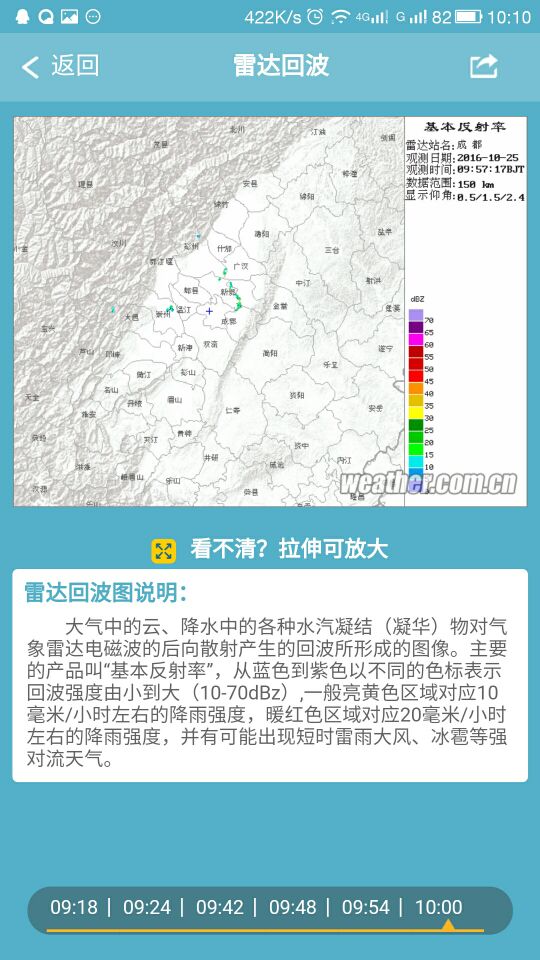 422K/s 4G G 82 10:10
返回
雷达回波
基本反射率
雷达站名:成都
观测日期:2016-10-25
观测时间:09:57:17BJT
数据范围:150 km
显示仰角:0.5/1.5/2.4
北川
江油
茂县
安县
梓潼
理县
绵竹
绵阳
德阳
盐亭
汶川
彭州
什邡
三台
小金
都江堰
广汉
中江
射洪
郫县
新都
崇州
温江
金堂
大邑
成都
宝兴
遂宁
芦山
邛崃
新津
双流
简阳
乐至
蒲江
彭山
天全
名山
资阳
安岳
雅安
丹棱
眉山
仁寿
荥经
夹江
青神
资中
井研
洪雅
威远
内江
峨眉山
汉源
乐山
荣县
隆昌
dBZ
70
65
60
55
50
45
40
35
30
25
20
15
10
weather.com.cn
看不清？拉伸可放大
雷达回波图说明：
大气中的云、降水中的各种水汽凝结（凝华）物对气
象雷达电磁波的后向散射产生的回波所形成的图像。主要
的产品叫“基本反射率”，从蓝色到紫色以不同的色标表示
回波强度由小到大（10-70dBz）,一般亮黄色区域对应10
毫米/小时左右的降雨强度，暖红色区域对应20毫米/小时
左右的降雨强度，并有可能出现短时雷雨大风、冰雹等强
对流天气。
09:18 | 09:24 | 09:42 | 09:48 | 09:54 | 10:00